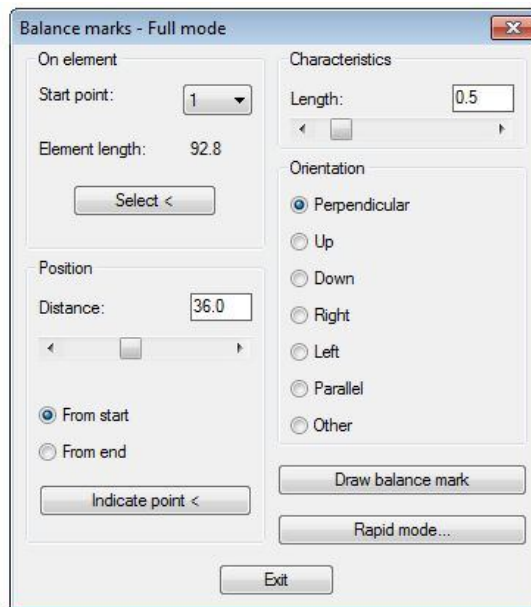 Balance marks - Full mode
On element
Start point: 1
Element length: 92.8
Select <
Position
Distance: 36.0
From start
From end
Indicate point <
Characteristics
Length: 0.5
Orientation
Perpendicular
Up
Down
Right
Left
Parallel
Other
Draw balance mark
Rapid mode...
Exit